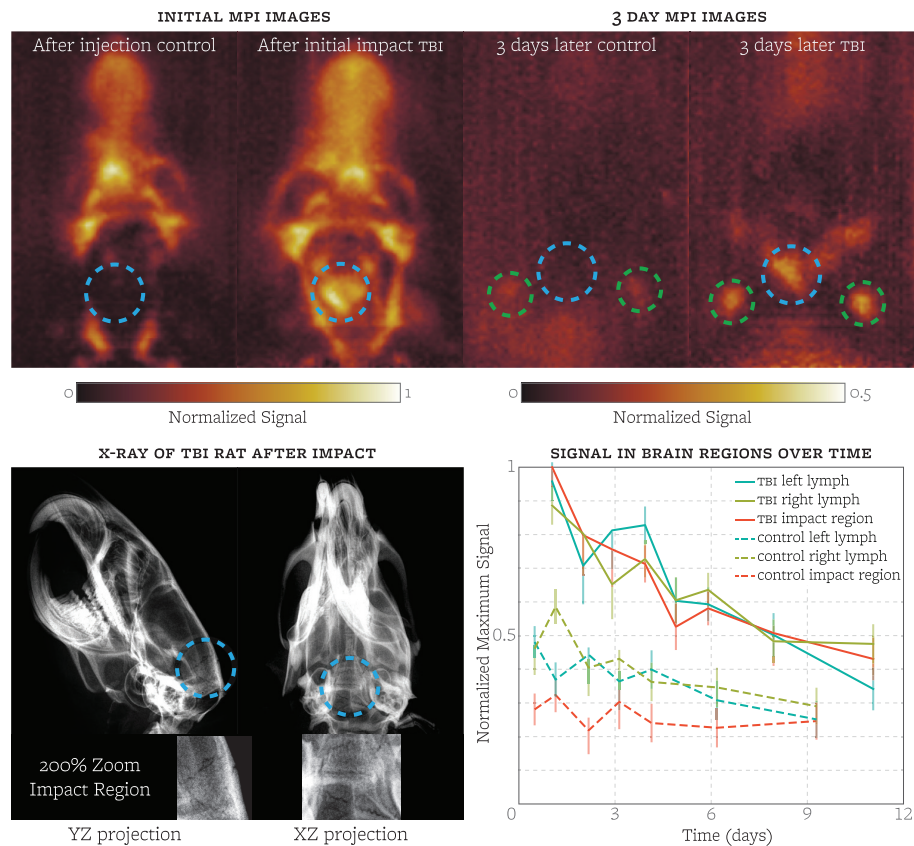 INITIAL MPI IMAGES
3 DAY MPI IMAGES
After injection control
After initial impact TBI
3 days later control
3 days later TBI
0
1
Normalized Signal
0
0.5
Normalized Signal
X-RAY OF TBI RAT AFTER IMPACT
200% Zoom
Impact Region
YZ projection
XZ projection
SIGNAL IN BRAIN REGIONS OVER TIME
Normalized Maximum Signal
1
0.5
0
3
6
9
12
Time (days)
TBI left lymph
TBI right lymph
TBI impact region
control left lymph
control right lymph
control impact region